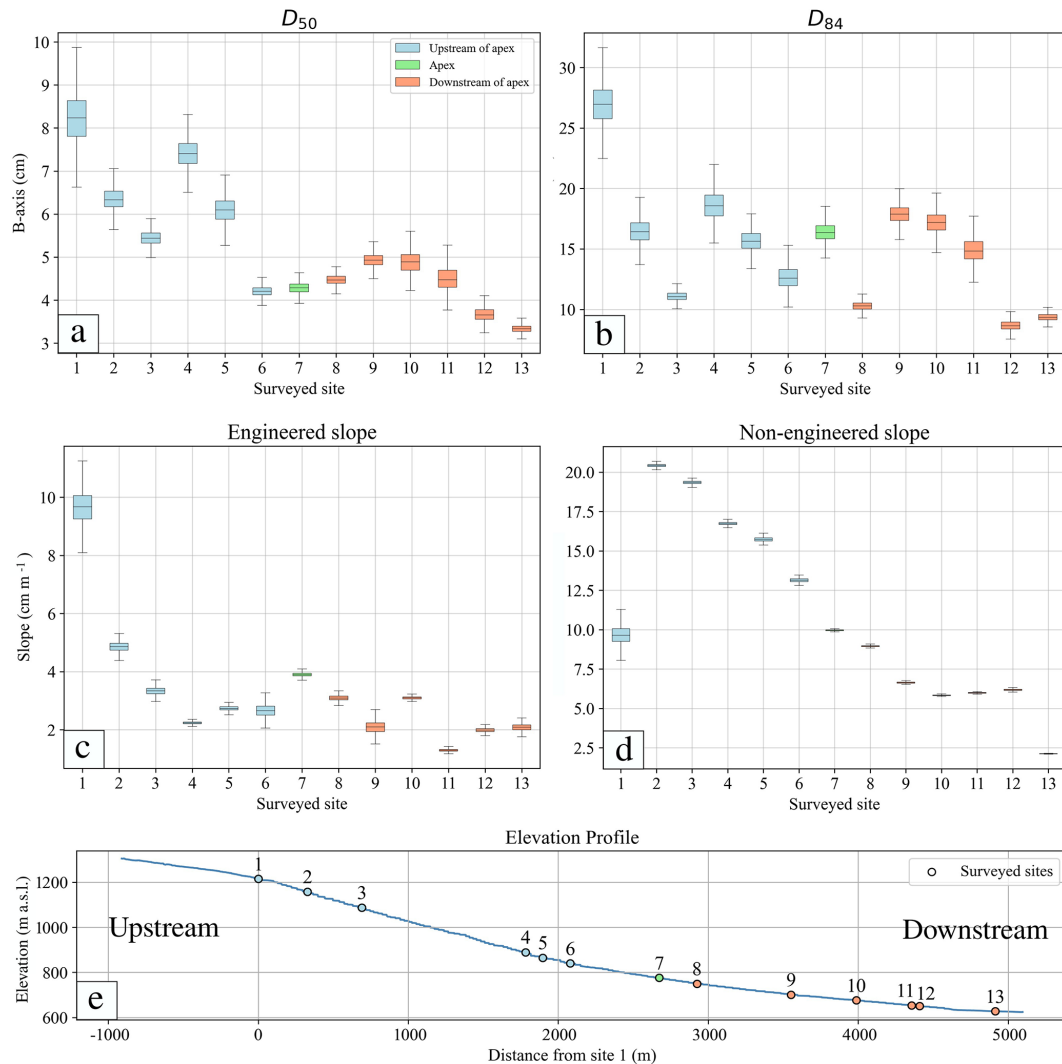 D50
D84
10
9
8
7
6
5
4
3
B-axis (cm)
Upstream of apex
Apex
Downstream of apex
a
1 2 3 4 5 6 7 8 9 10 11 12 13
Surveyed site
30
25
20
15
10
b
1 2 3 4 5 6 7 8 9 10 11 12 13
Surveyed site
Engineered slope
10
8
6
4
2
Slope (cm m -1)
c
1 2 3 4 5 6 7 8 9 10 11 12 13
Surveyed site
Non-engineered slope
20.0
17.5
15.0
12.5
10.0
7.5
5.0
2.5
d
1 2 3 4 5 6 7 8 9 10 11 12 13
Surveyed site
Elevation Profile
1200
1000
800
600
Elevation (m a.s.l.)
Surveyed sites
1 2 3 4 5 6 7 8 9 10 11 12 13
Upstream
Downstream
e
-1000 0 1000 2000 3000 4000 5000
Distance from site 1 (m)